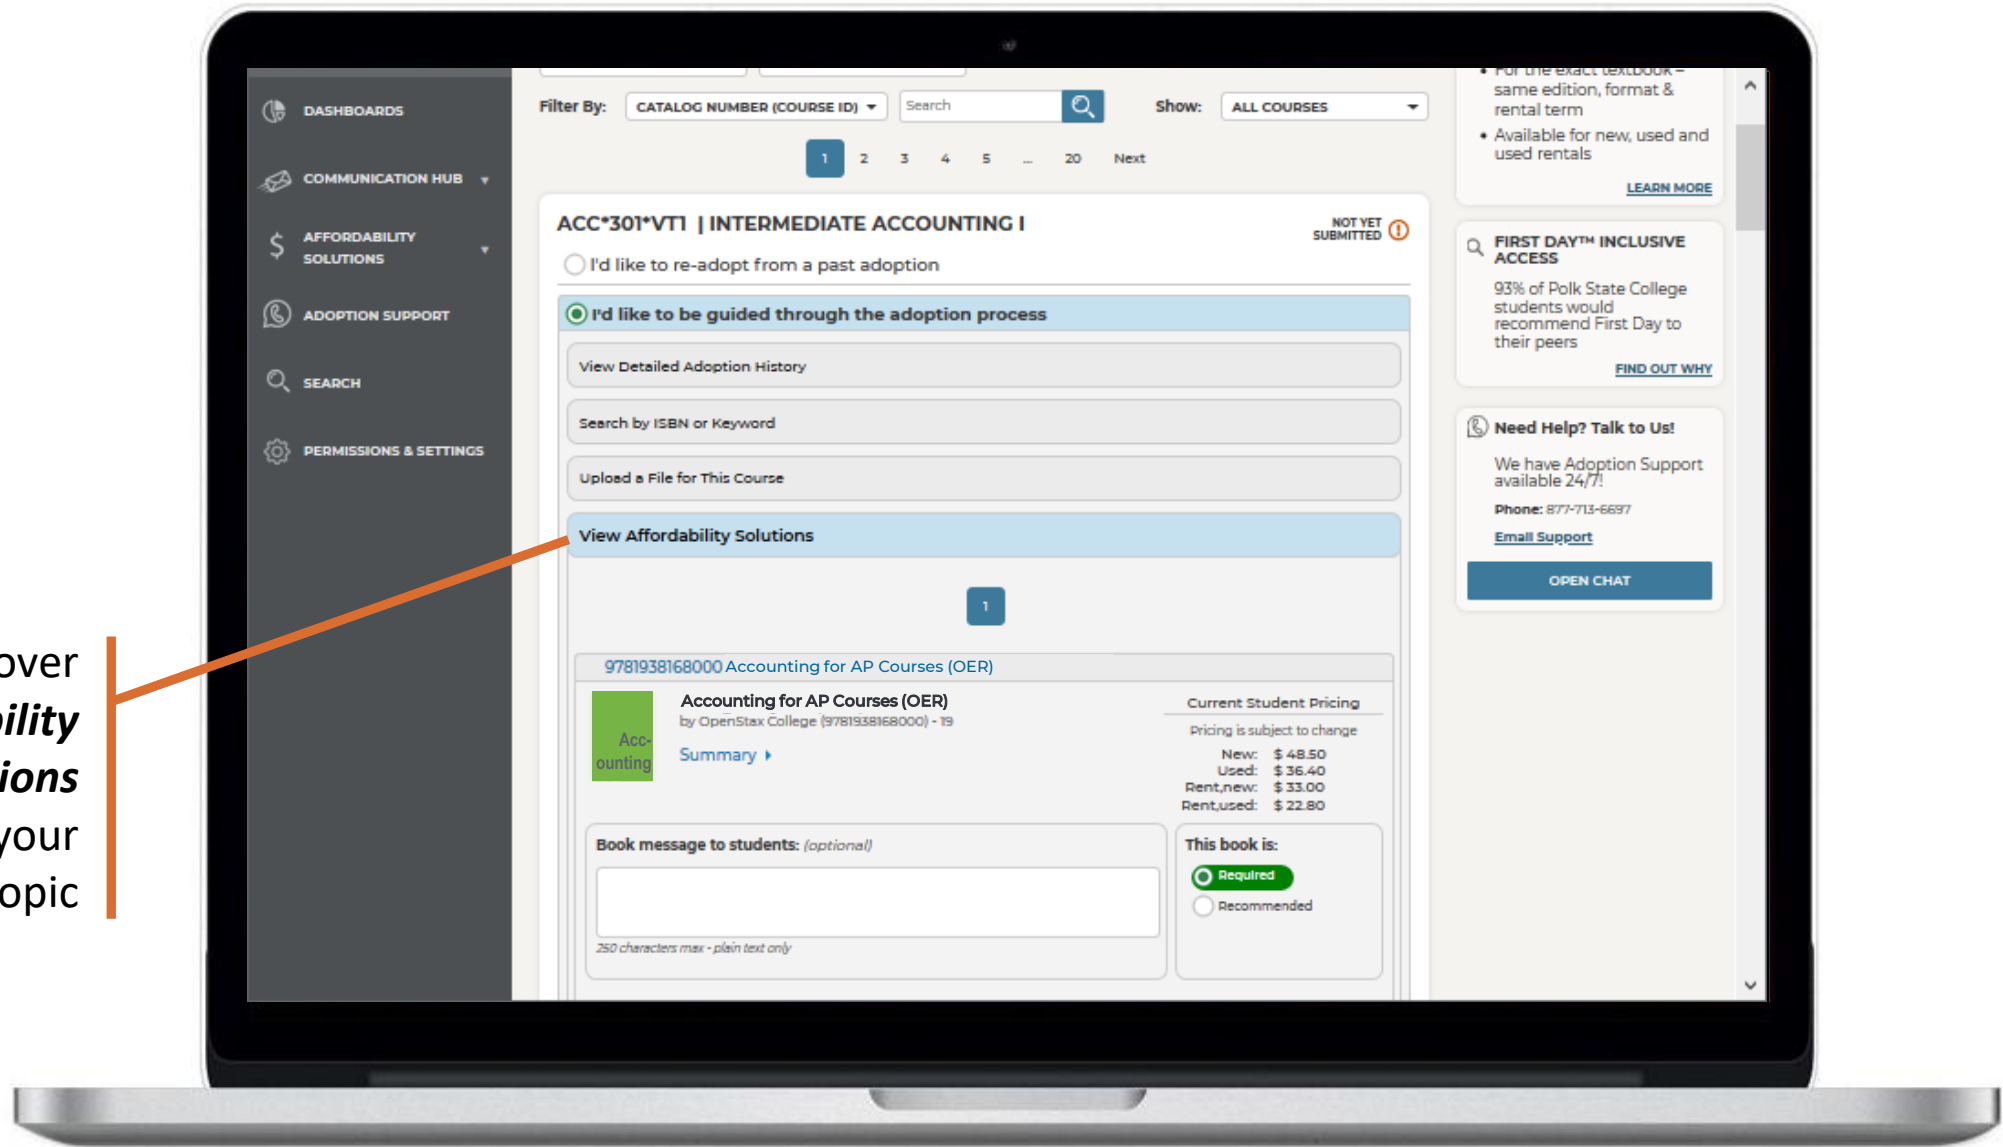 DASHBOARDS
COMMUNICATION HUB
AFFORDABILITY
SOLUTIONS
ADOPTION SUPPORT
SEARCH
PERMISSIONS & SETTINGS
over
bility
ions
your
opic
Filter By: CATALOG NUMBER (COURSE ID) Search Show: ALL COURSES
1 2 3 4 5 ... 20 Next
ACC*301*VT1 | INTERMEDIATE ACCOUNTING I
NOT YET
SUBMITTED
I'd like to re-adopt from a past adoption
I'd like to be guided through the adoption process
View Detailed Adoption History
Search by ISBN or Keyword
Upload a File for This Course
View Affordability Solutions
1
9781938168000 Accounting for AP Courses (OER)
Acc-
ounting
Accounting for AP Courses (OER)
by OpenStax College (9781938168000) - 19
Summary
Current Student Pricing
Pricing is subject to change
New: $ 48.50
Used: $ 36.40
Rent,new: $ 33.00
Rent,used: $ 22.80
Book message to students: (optional)
250 characters max - plain text only
This book is:
Required
Recommended
For the exact textbook –
same edition, format &
rental term
Available for new, used and
used rentals
LEARN MORE
FIRST DAY™ INCLUSIVE
ACCESS
93% of Polk State College
students would
recommend First Day to
their peers
FIND OUT WHY
Need Help? Talk to Us!
We have Adoption Support
available 24/7!
Phone: 877-713-6697
Email Support
OPEN CHAT